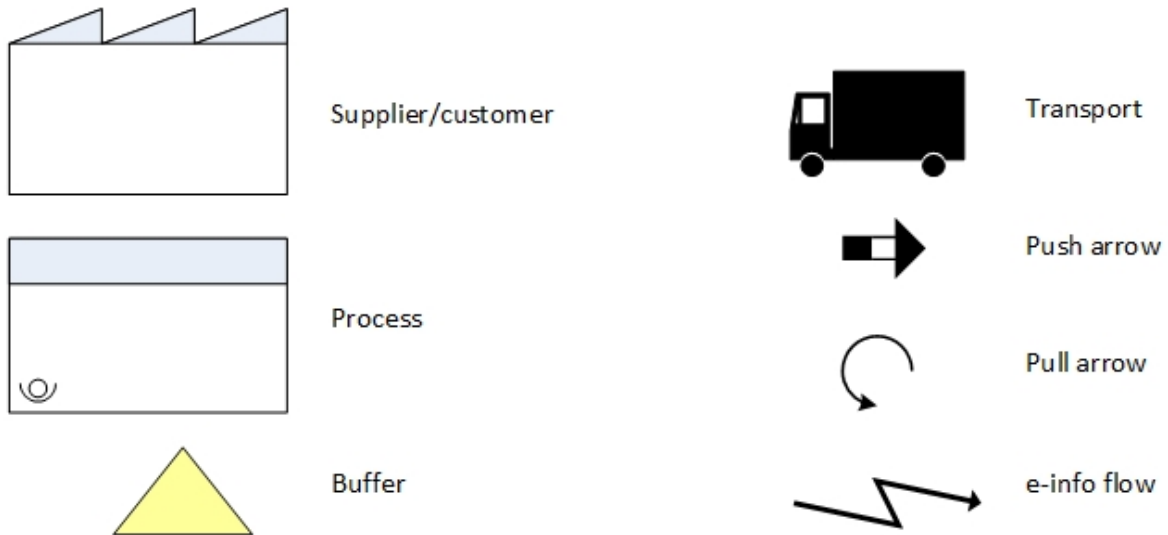 Supplier/customer
Transport
Push arrow
Process
Pull arrow
Buffer
e-info flow